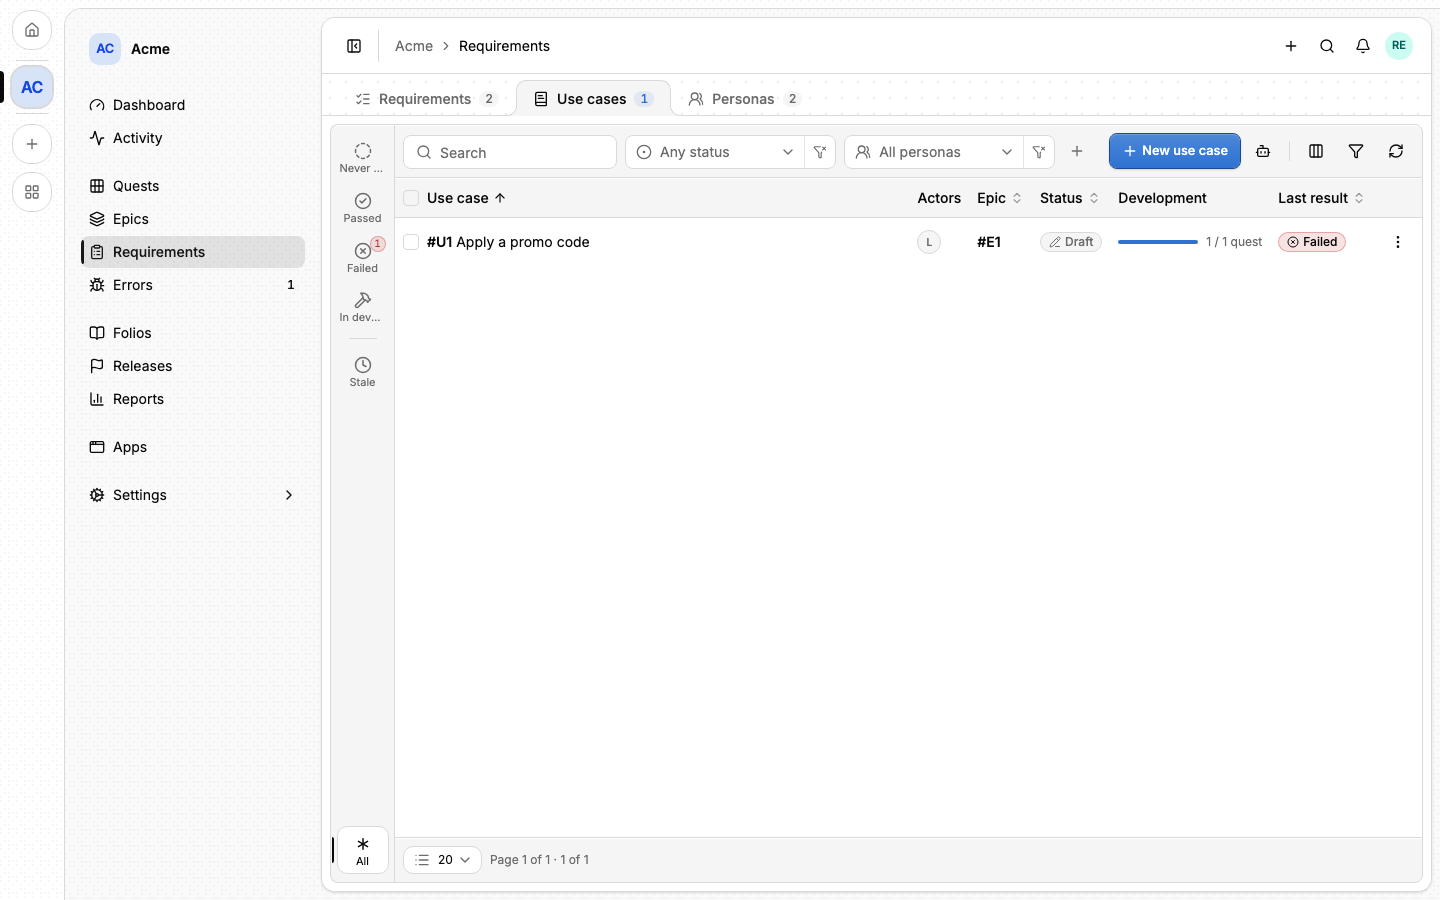 AC
AC Acme
Dashboard
Activity
Quests
Epics
Requirements
Errors 1
Folios
Releases
Reports
Apps
Settings
Acme > Requirements
RE
Requirements 2
Use cases 1
Personas 2
Never ...
Passed
1
Failed
In dev...
Stale
All
Search
Any status
All personas
New use case
Use case
Actors
Epic
Status
Development
Last result
#U1 Apply a promo code
L
#E1
Draft
1 / 1 quest
Failed
20
Page 1 of 1 · 1 of 1